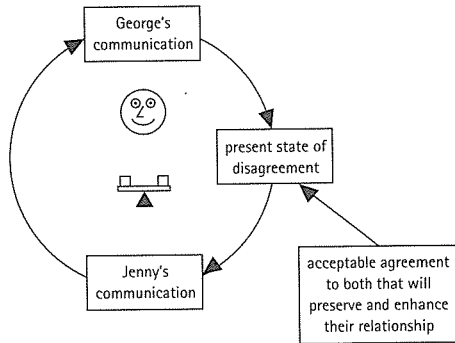 George's
communication
present state of
disagreement
Jenny's
communication
acceptable agreement
to both that will
preserve and enhance
their relationship